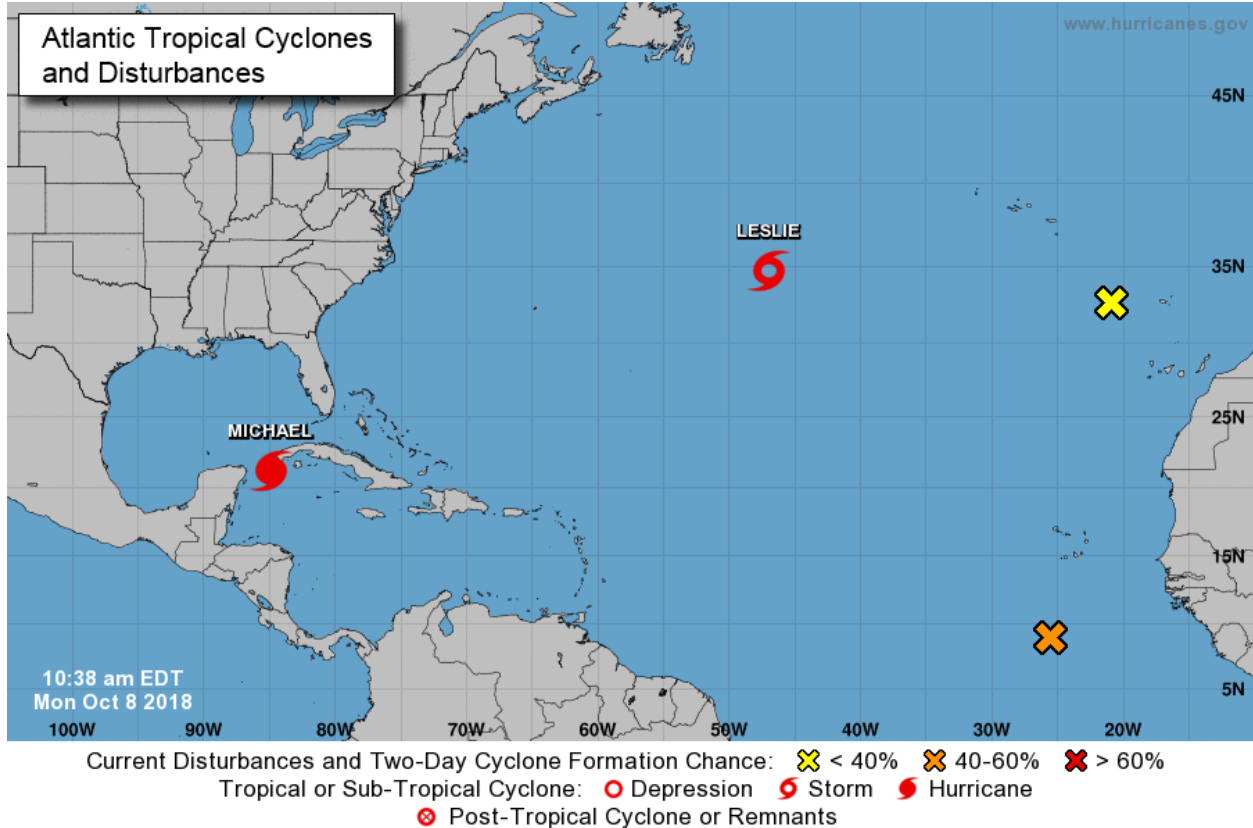 Atlantic Tropical Cyclones
and Disturbances
www.hurricanes.gov
45N
LESLIE
35N
25N
MICHAEL
15N
10:38 am EDT
Mon Oct 8 2018
5N
100W 90W 80W 70W 60W 50W 40W 30W 20W
Current Disturbances and Two-Day Cyclone Formation Chance: < 40% 40-60% > 60%
Tropical or Sub-Tropical Cyclone: Depression Storm Hurricane
Post-Tropical Cyclone or Remnants